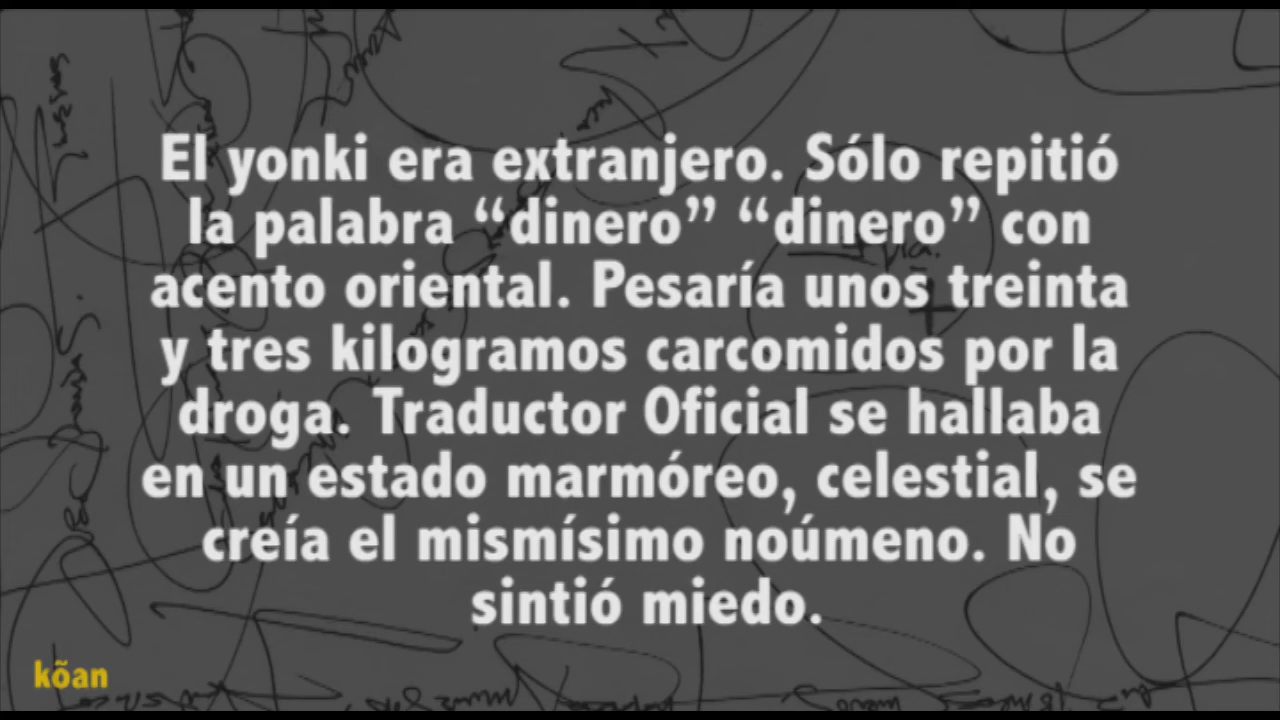 El yonki era extranjero. Sólo repitió
la palabra “dinero” “dinero” con
acento oriental. Pesaría unos treinta
y tres kilogramos carcomidos por la
droga. Traductor Oficial se hallaba
en un estado marmóreo, celestial, se
creía el mismísimo noúmeno. No
sintió miedo.
kõan